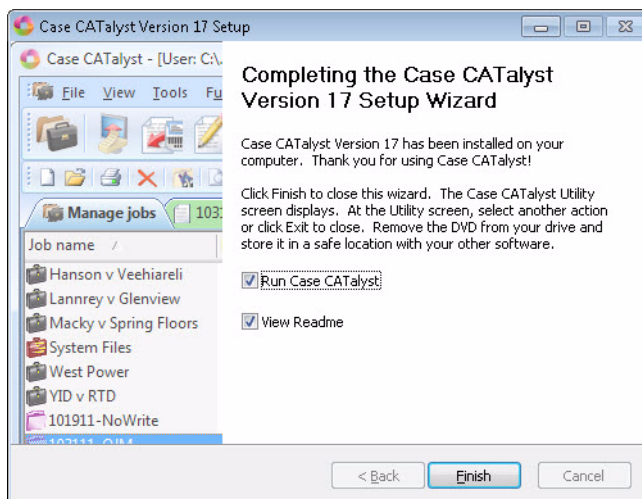 Case CATalyst Version 17 Setup
Case CATalyst - [User: C:\.
File View Tools Fu
Manage jobs
Job name
Hanson v Veehiareli
Lannrey v Glenview
Macky v Spring Floors
System Files
West Power
YID v RTD
101911-NoWrite
Completing the Case CATalyst
Version 17 Setup Wizard
Case CATalyst Version 17 has been installed on your
computer. Thank you for using Case CATalyst!
Click Finish to close this wizard. The Case CATalyst Utility
screen displays. At the Utility screen, select another action
or click Exit to close. Remove the DVD from your drive and
store it in a safe location with your other software.
Run Case CATalyst
View Readme
< Back Finish Cancel